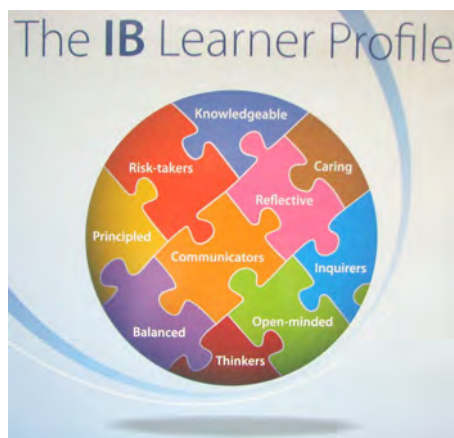 The IB Learner Profile
Knowledgeable
Risk-takers
Caring
Reflective
Principled
Communicators
Inquirers
Balanced
Open-minded
Thinkers